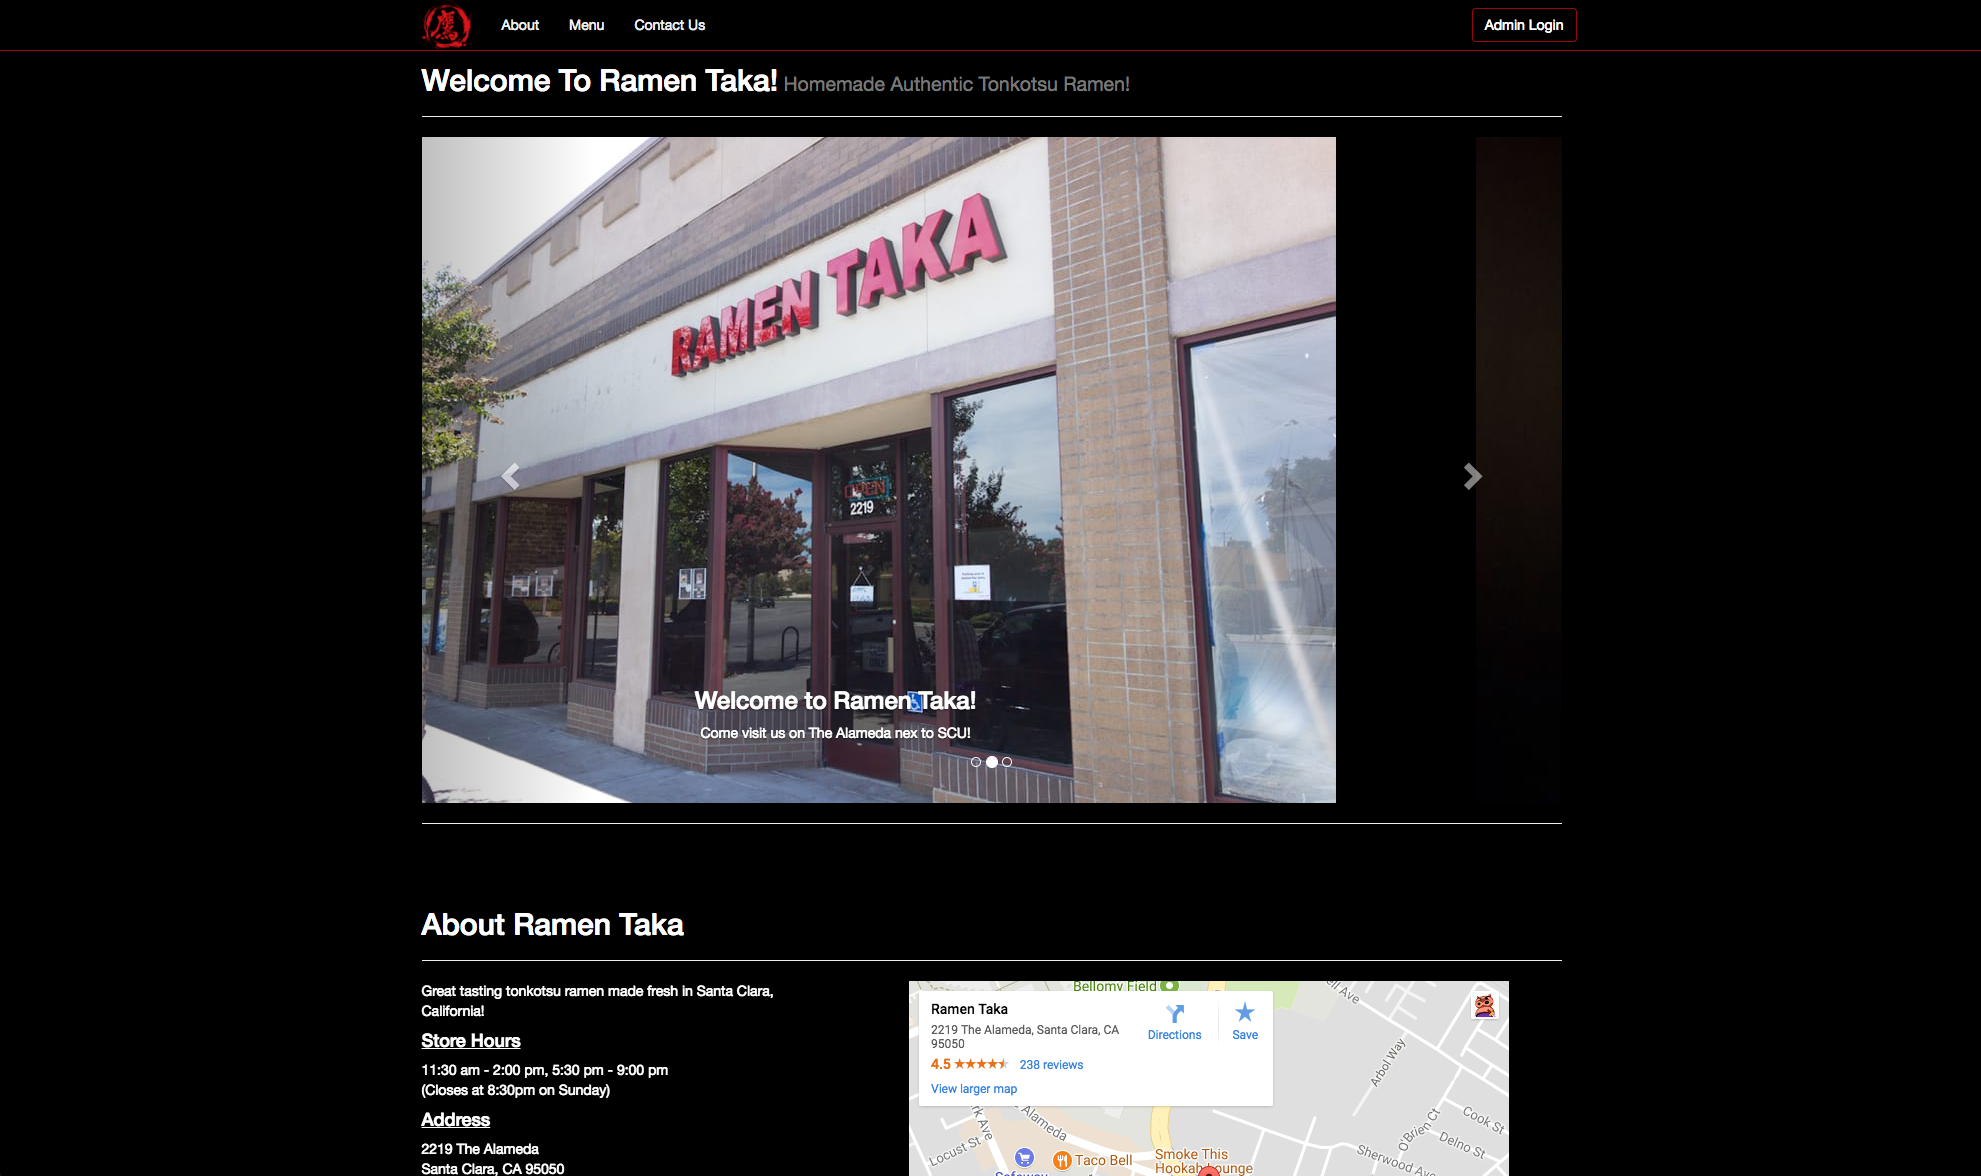 鷹
About
Menu
Contact Us
Admin Login
Welcome To Ramen Taka! Homemade Authentic Tonkotsu Ramen!
RAMEN TAKA
OPEN
2219
Welcome to Ramen Taka!
Come visit us on The Alameda nex to SCU!
About Ramen Taka
Great tasting tonkotsu ramen made fresh in Santa Clara,
California!
Store Hours
11:30 am - 2:00 pm, 5:30 pm - 9:00 pm
(Closes at 8:30pm on Sunday)
Address
2219 The Alameda
Santa Clara, CA 95050
Bellomy Field
Ramen Taka
2219 The Alameda, Santa Clara, CA
95050
4.5
238 reviews
View larger map
Directions
Save
Arbol Way
Alameda
Locust St
Taco Bell
Safeway
Smoke This
Hookah Lounge
O'Brien Ct
Cook St
Delno St
Sherwood Ave